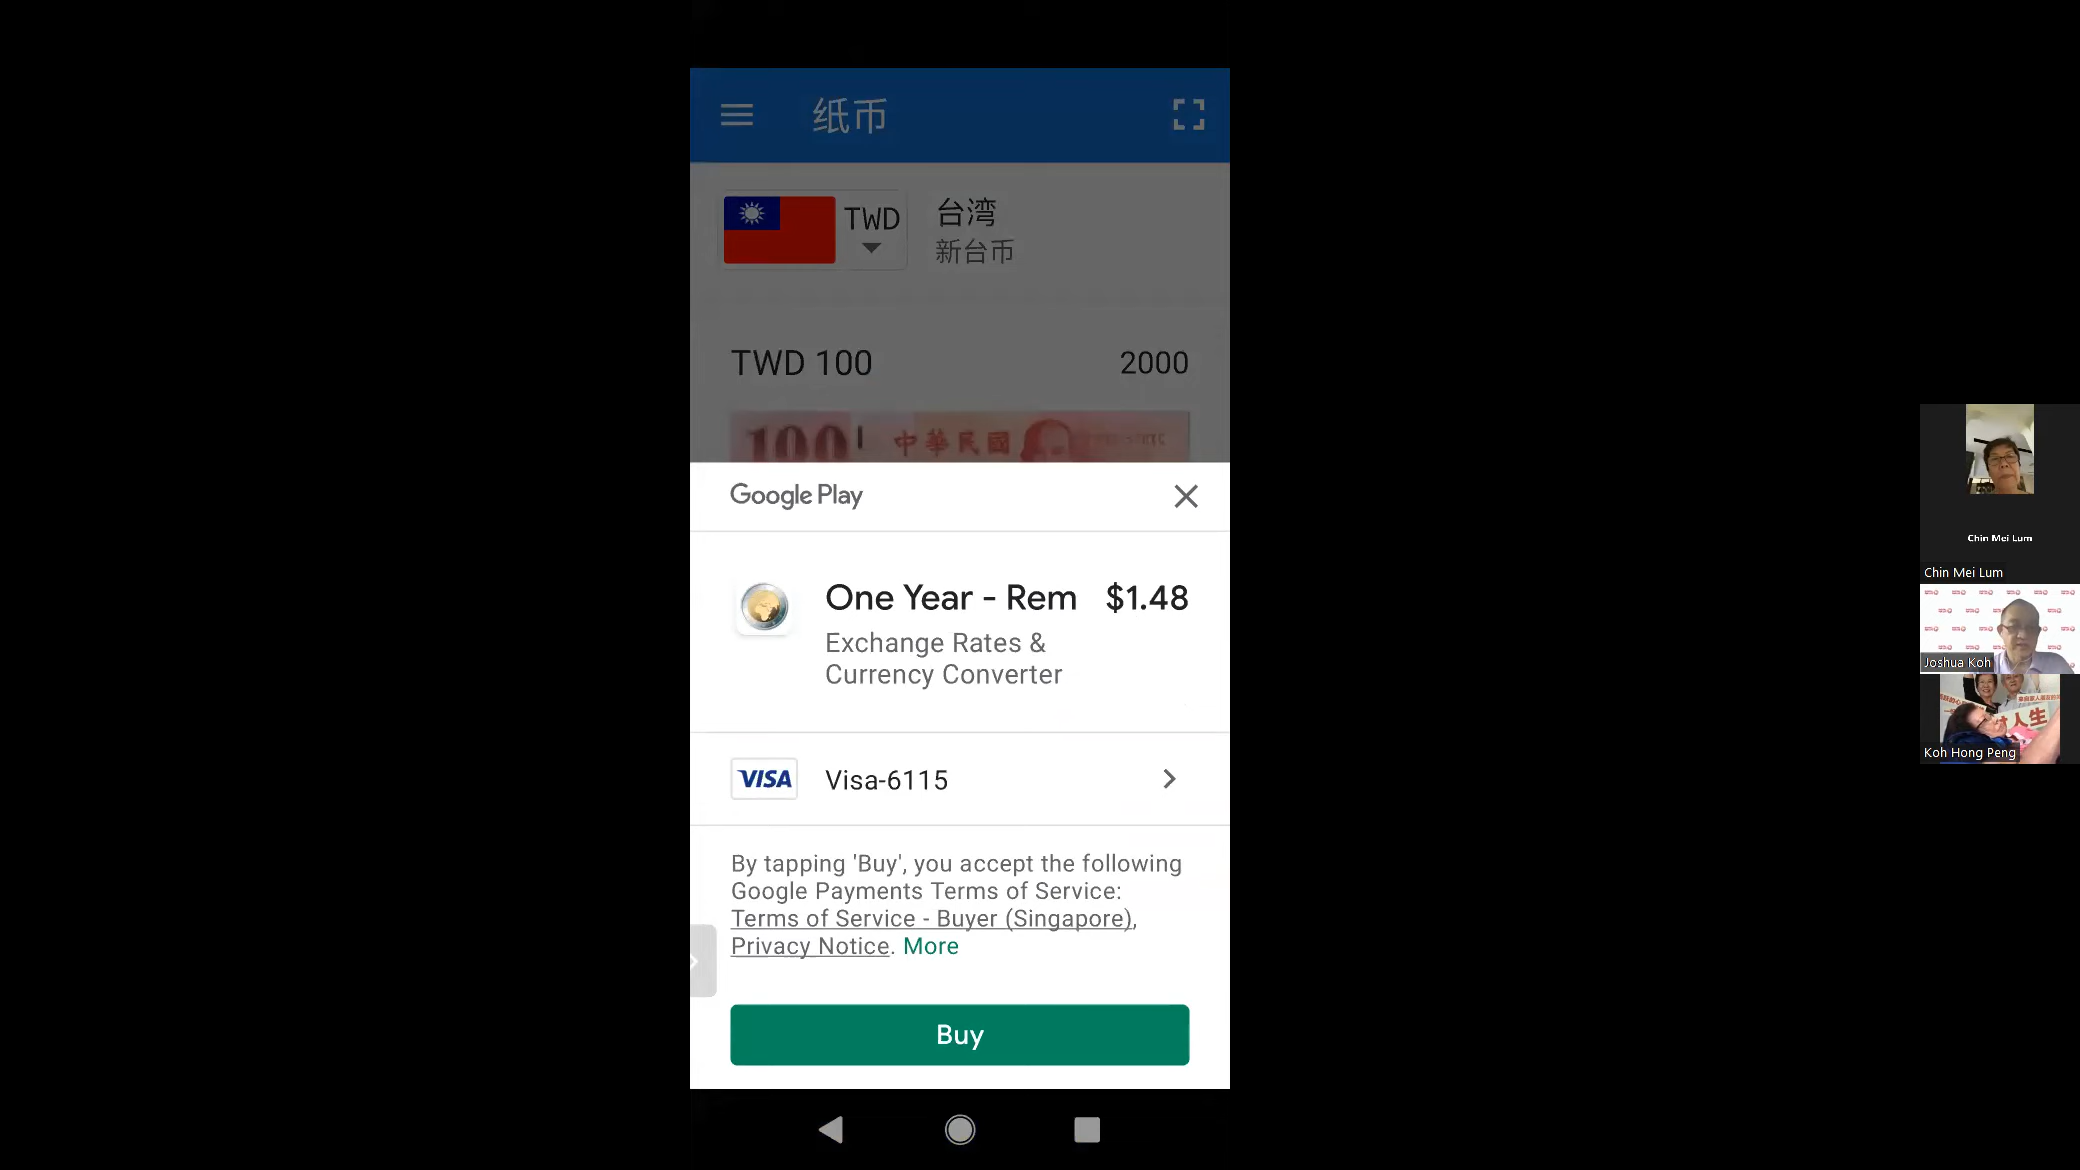 纸币
TWD
台湾
新台币
TWD 100
2000
100
中華民國
Google Play
One Year - Rem
$1.48
Exchange Rates &
Currency Converter
VISA
Visa-6115
By tapping 'Buy', you accept the following
Google Payments Terms of Service:
Terms of Service - Buyer (Singapore),
Privacy Notice. More
Buy
Chin Mei Lum
Chin Mei Lum
Joshua Koh
人生
Koh Hong Peng